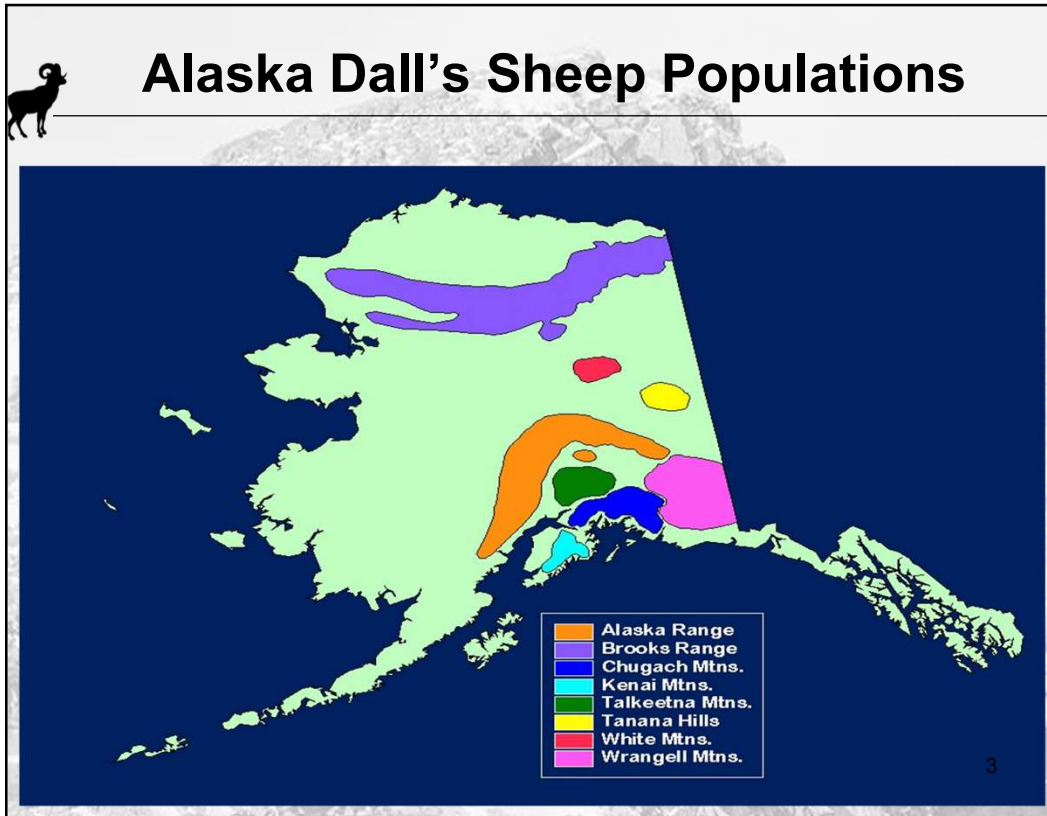 Alaska Dall’s Sheep Populations
Alaska Range
Brooks Range
Chugach Mtns.
Kenai Mtns.
Talkeetna Mtns.
Tanana Hills
White Mtns.
Wrangell Mtns.
3